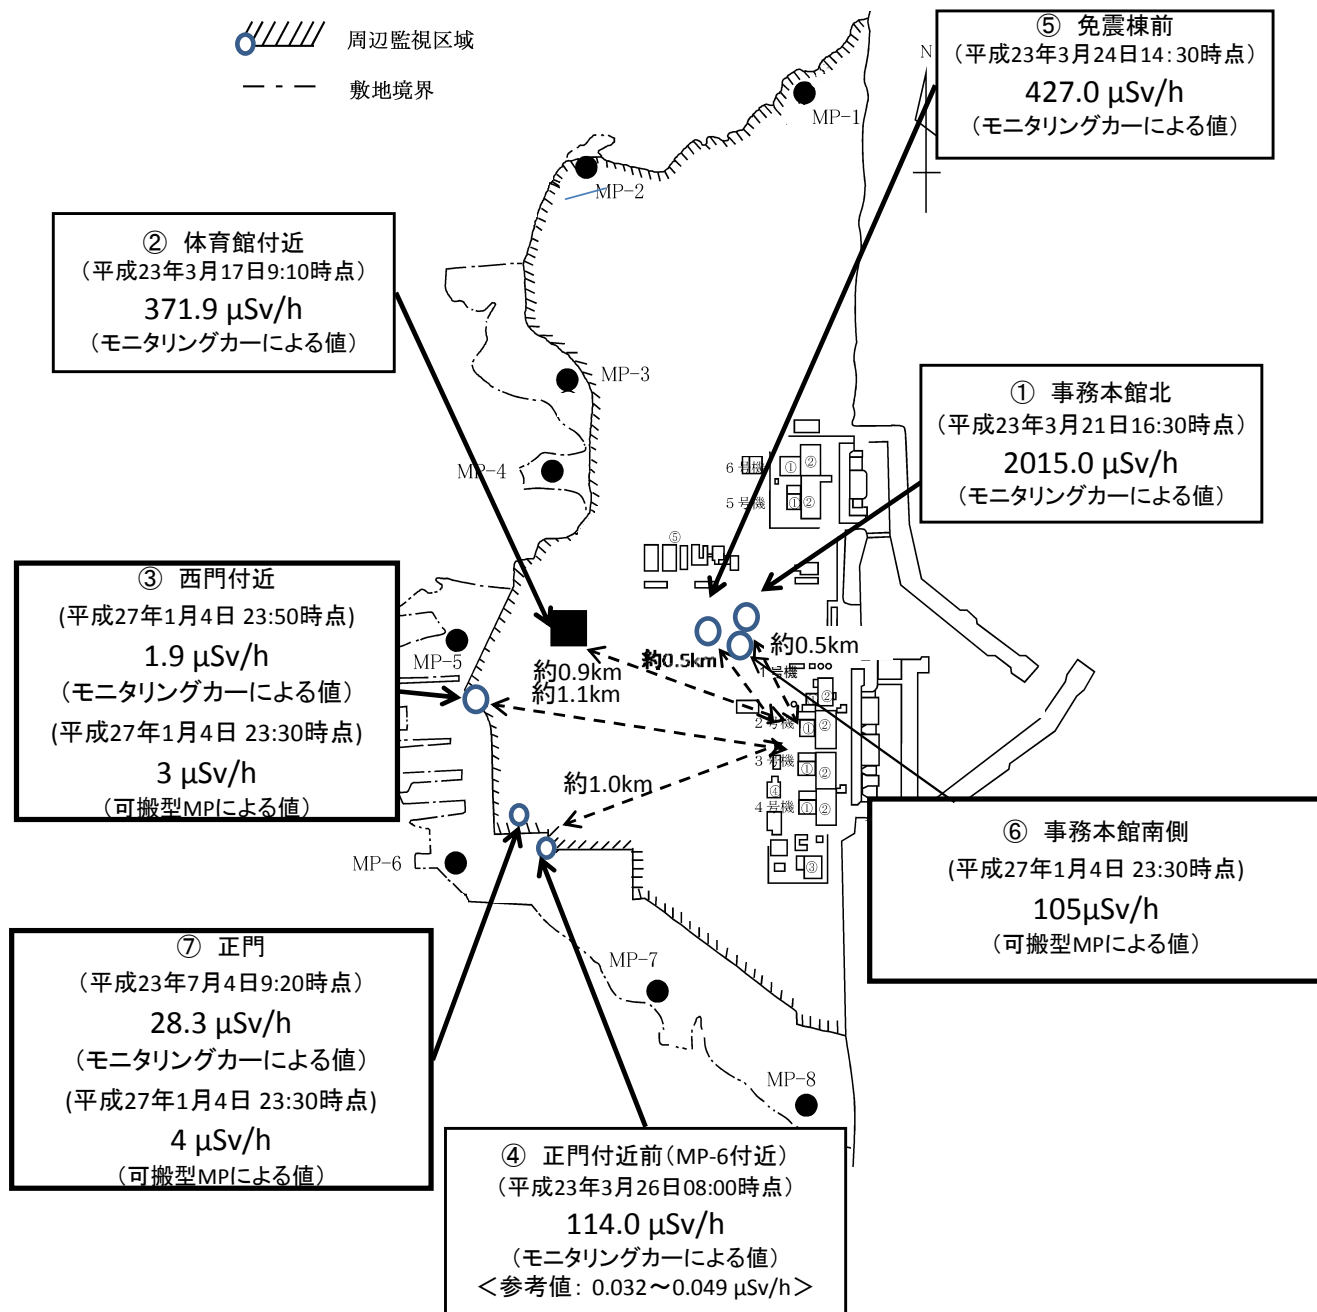 周辺監視区域
敷地境界
⑤ 免震棟前
（平成23年3月24日14：30時点）
427.0 μSv/h
（モニタリングカーによる値）
N
MP-1
MP-2
② 体育館付近
（平成23年3月17日9:10時点）
371.9 μSv/h
（モニタリングカーによる値）
MP-3
① 事務本館北
（平成23年3月21日16:30時点）
2015.0 μSv/h
（モニタリングカーによる値）
MP-4
6号機
①
②
5号機
①
②
⑤
③ 西門付近
(平成27年1月4日 23:50時点)
1.9 μSv/h
（モニタリングカーによる値）
(平成27年1月4日 23:30時点)
3 μSv/h
（可搬型MPによる値）
MP-5
約0.5km
約0.5km
約0.9km
約1.1km
1号機
②
2号機
①
②
3号機
①
②
約1.0km
④
4号機
①
②
③
MP-6
⑥ 事務本館南側
(平成27年1月4日 23:30時点)
105μSv/h
（可搬型MPによる値）
⑦ 正門
（平成23年7月4日9:20時点）
28.3 μSv/h
（モニタリングカーによる値）
(平成27年1月4日 23:30時点)
4 μSv/h
（可搬型MPによる値）
MP-7
MP-8
④ 正門付近前（MP-6付近）
（平成23年3月26日08:00時点）
114.0 μSv/h
（モニタリングカーによる値）
＜参考値： 0.032～0.049 μSv/h＞